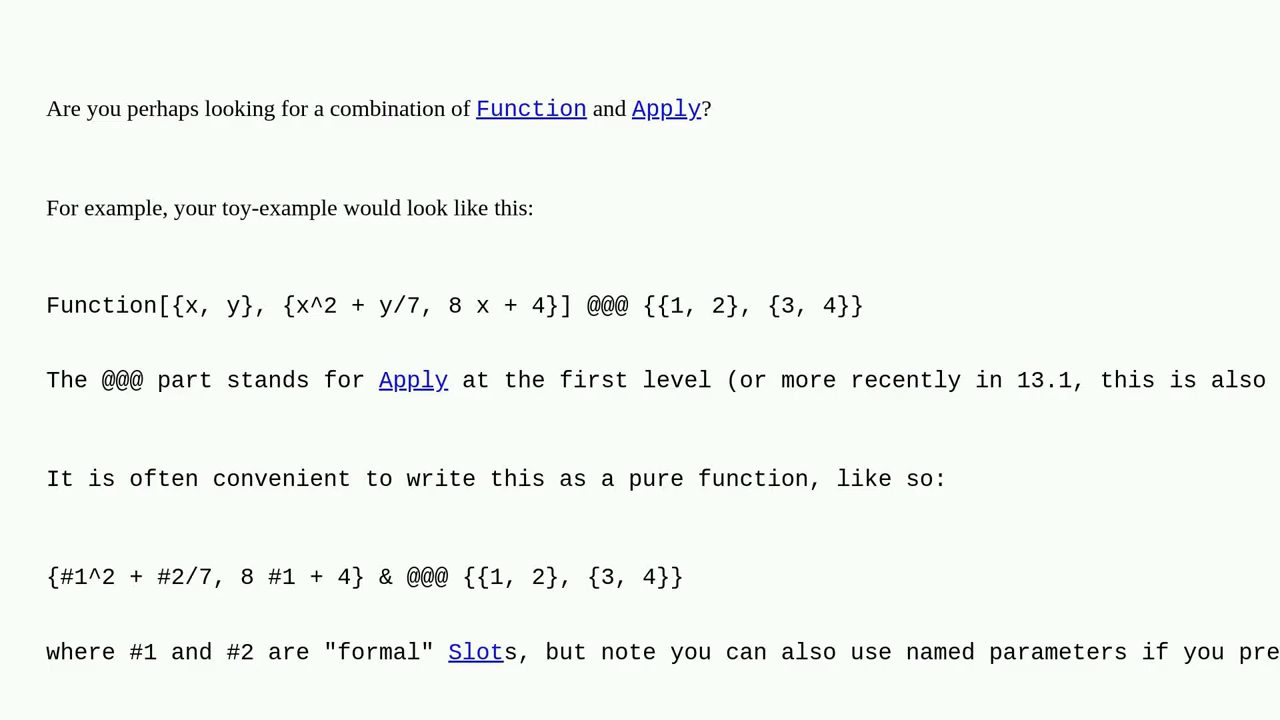 Are you perhaps looking for a combination of Function and Apply?
For example, your toy-example would look like this:
Function[{x, y}, {x^2 + y/7, 8 x + 4}] @@@ {{1, 2}, {3, 4}}
The @@@ part stands for Apply at the first level (or more recently in 13.1, this is also
It is often convenient to write this as a pure function, like so:
{#1^2 + #2/7, 8 #1 + 4} & @@@ {{1, 2}, {3, 4}}
where #1 and #2 are "formal" Slots, but note you can also use named parameters if you pre